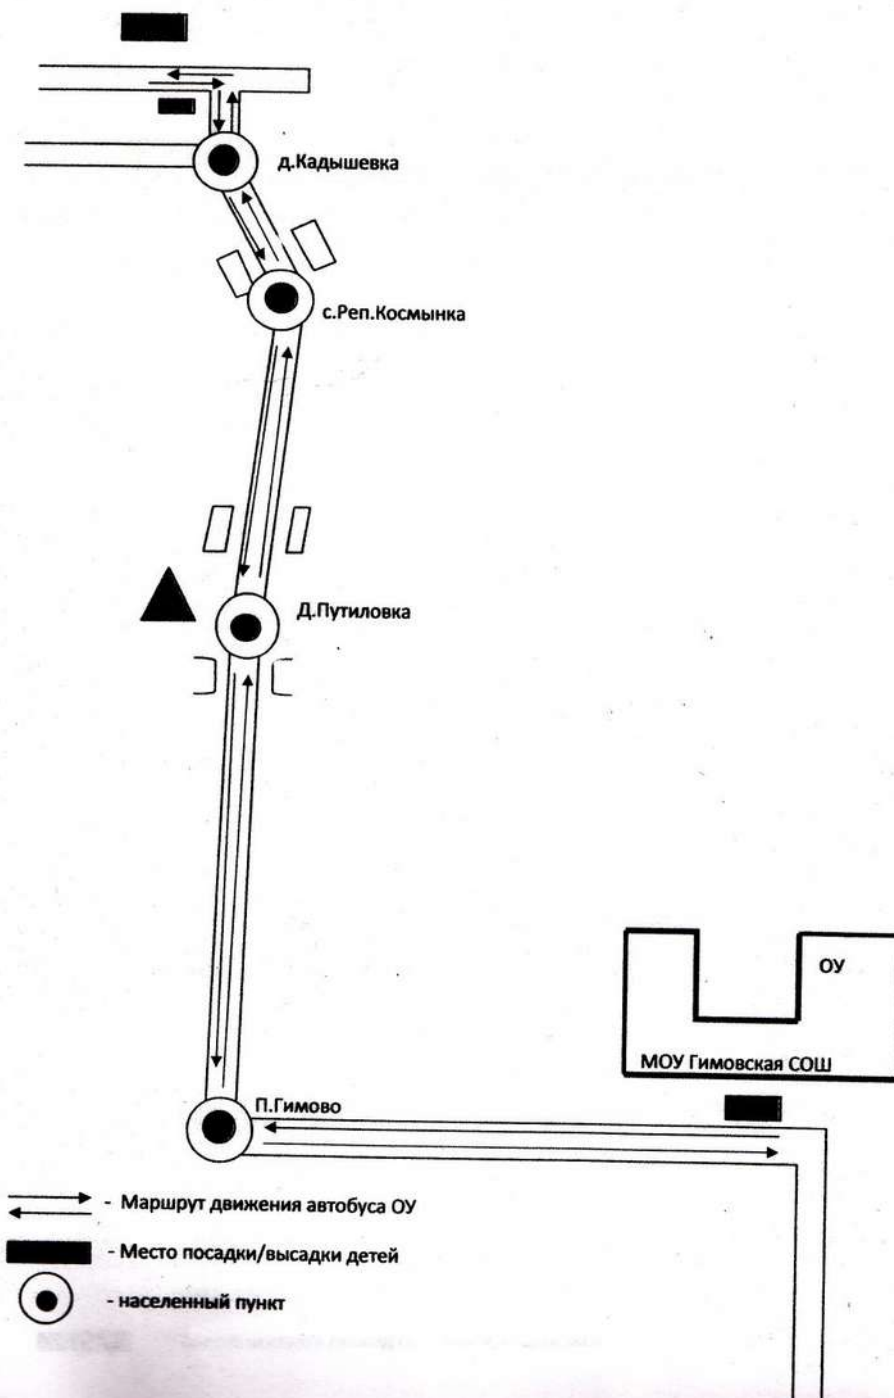 д.Кадышевка
с.Реп.Космынка
Д.Путиловка
ОУ
МОУ Гимовская СОШ
П.Гимово
- Маршрут движения автобуса ОУ
- Место посадки/высадки детей
- населенный пункт